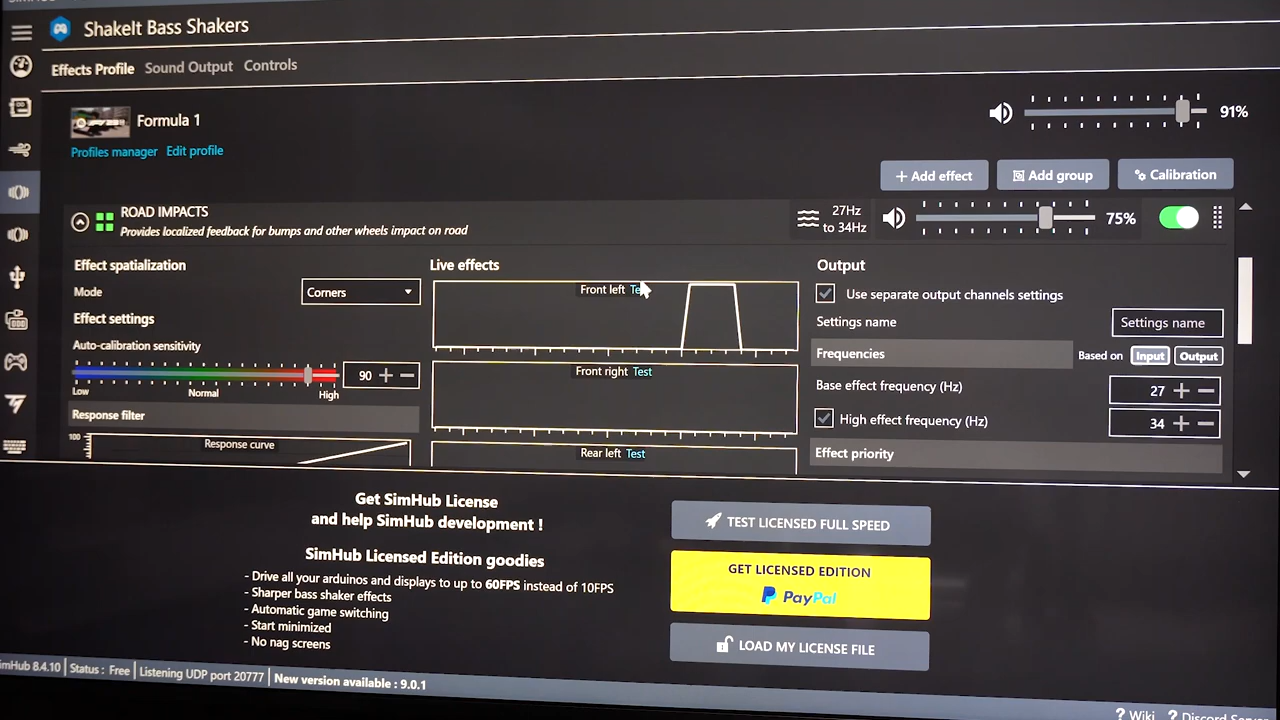 ShakeIt Bass Shakers
Effects Profile Sound Output Controls
Formula 1
91%
Profiles manager Edit profile
+ Add effect Add group Calibration
ROAD IMPACTS
Provides localized feedback for bumps and other wheels impact on road
27Hz
to 34Hz
75%
Effect spatialization
Mode
Corners
Effect settings
Auto-calibration sensitivity
90 + −
Low Normal High
Response filter
100
Response curve
Live effects
Front left
Front right Test
Rear left Test
Output
Use separate output channels settings
Settings name
Settings name
Frequencies
Based on Input Output
Base effect frequency (Hz)
27 + −
High effect frequency (Hz)
34 + −
Effect priority
Get SimHub License
and help SimHub development !
SimHub Licensed Edition goodies
- Drive all your arduinos and displays to up to 60FPS instead of 10FPS
- Sharper bass shaker effects
- Automatic game switching
- Start minimized
- No nag screens
TEST LICENSED FULL SPEED
GET LICENSED EDITION
PayPal
LOAD MY LICENSE FILE
imHub 8.4.10 Status : Free Listening UDP port 20777 New version available : 9.0.1
? Wiki ? Discord Serve